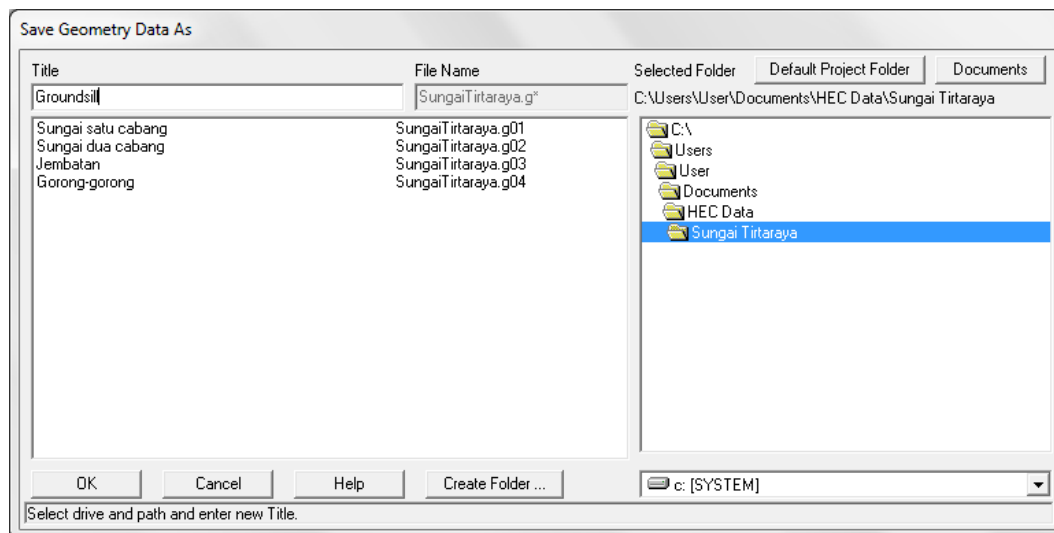 Save Geometry Data As
Title File Name Selected Folder Default Project Folder Documents
Groundsill SungaiTirtaraya.g* C:\Users\User\Documents\HEC Data\Sungai Tirtaraya
Sungai satu cabang SungaiTirtaraya.g01
Sungai dua cabang SungaiTirtaraya.g02
Jembatan SungaiTirtaraya.g03
Gorong-gorong SungaiTirtaraya.g04
C:\
Users
User
Documents
HEC Data
Sungai Tirtaraya
OK Cancel Help Create Folder ... c: [SYSTEM]
Select drive and path and enter new Title.